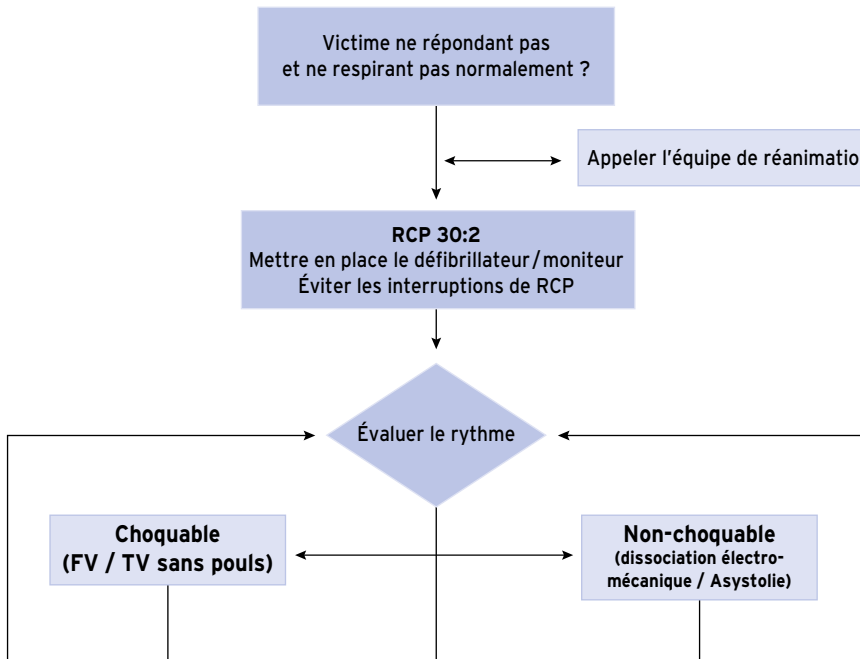 Victime ne répondant pas
et ne respirant pas normalement ?
Appeler l'équipe de réanimatio
RCP 30:2
Mettre en place le défibrillateur/moniteur
Éviter les interruptions de RCP
Évaluer le rythme
Choquable
(FV / TV sans pouls)
Non-choquable
(dissociation électro-
mécanique / Asystolie)